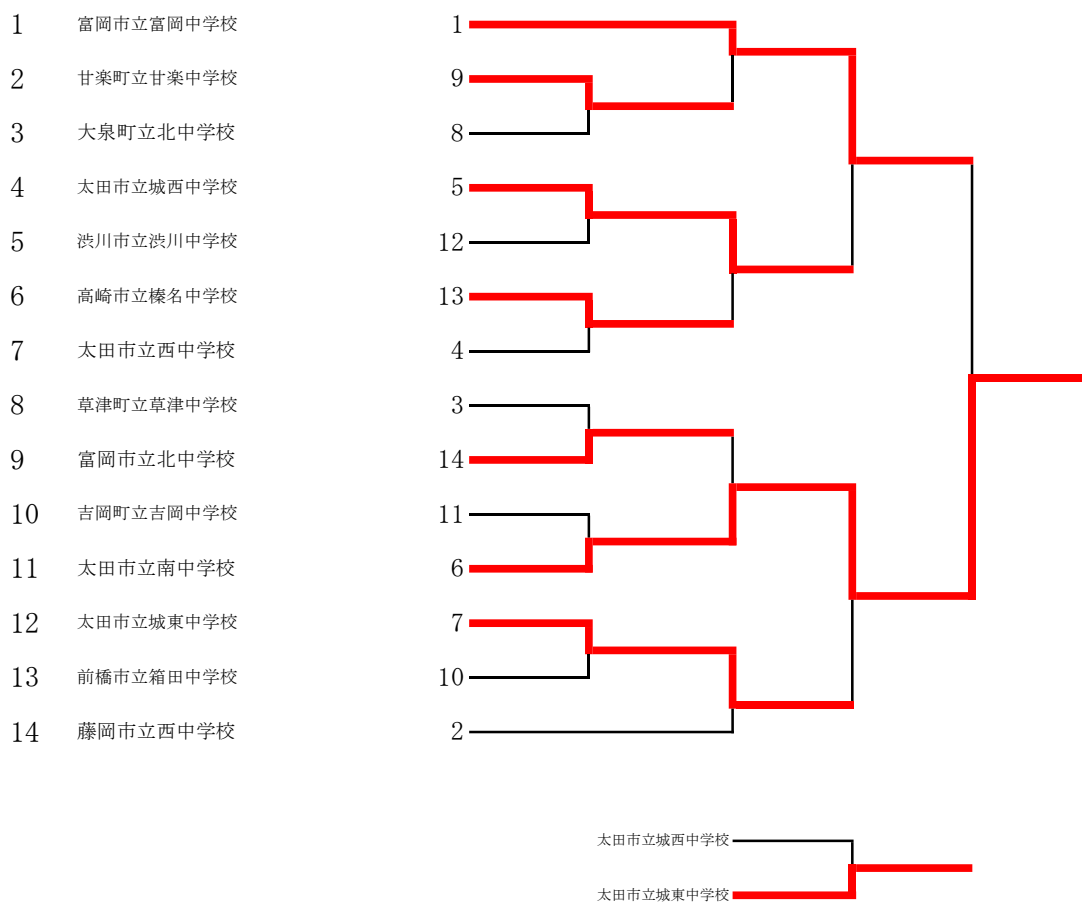 1 富岡市立富岡中学校 1
2 甘楽町立甘楽中学校 9
3 大泉町立北中学校 8
4 太田市立城西中学校 5
5 渋川市立渋川中学校 12
6 高崎市立榛名中学校 13
7 太田市立西中学校 4
8 草津町立草津中学校 3
9 富岡市立北中学校 14
10 吉岡町立吉岡中学校 11
11 太田市立南中学校 6
12 太田市立城東中学校 7
13 前橋市立箱田中学校 10
14 藤岡市立西中学校 2
太田市立城西中学校
太田市立城東中学校